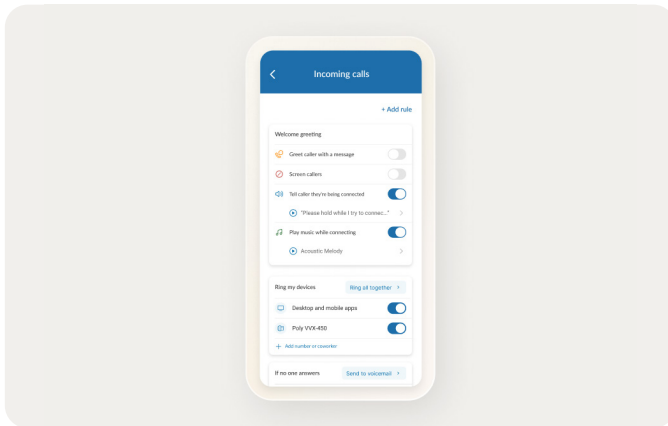 Incoming calls
+ Add rule
Welcome greeting
Greet caller with a message
Screen callers
Tell caller they're being connected
"Please hold while I try to connec..."
Play music while connecting
Acoustic Melody
Ring my devices
Ring all together
Desktop and mobile apps
Poly VVX-450
+ Add number or coworker
If no one answers
Send to voicemail